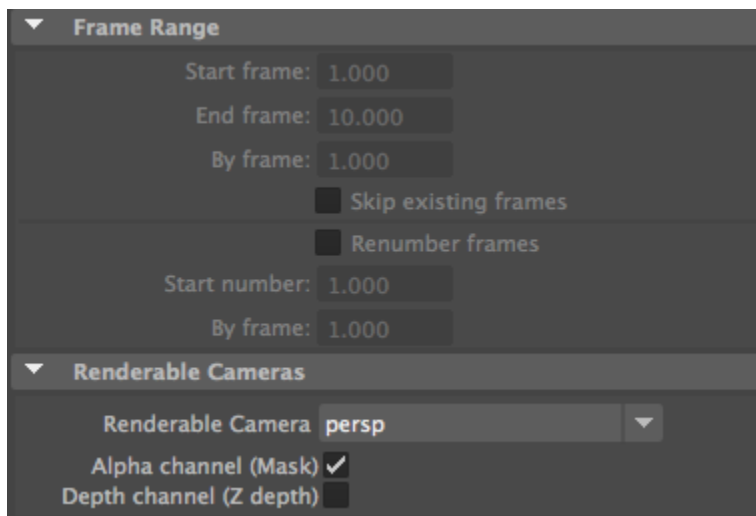 Frame Range
Start frame: 1.000
End frame: 10.000
By frame: 1.000
Skip existing frames
Renumber frames
Start number: 1.000
By frame: 1.000
Renderable Cameras
Renderable Camera persp
Alpha channel (Mask)
Depth channel (Z depth)